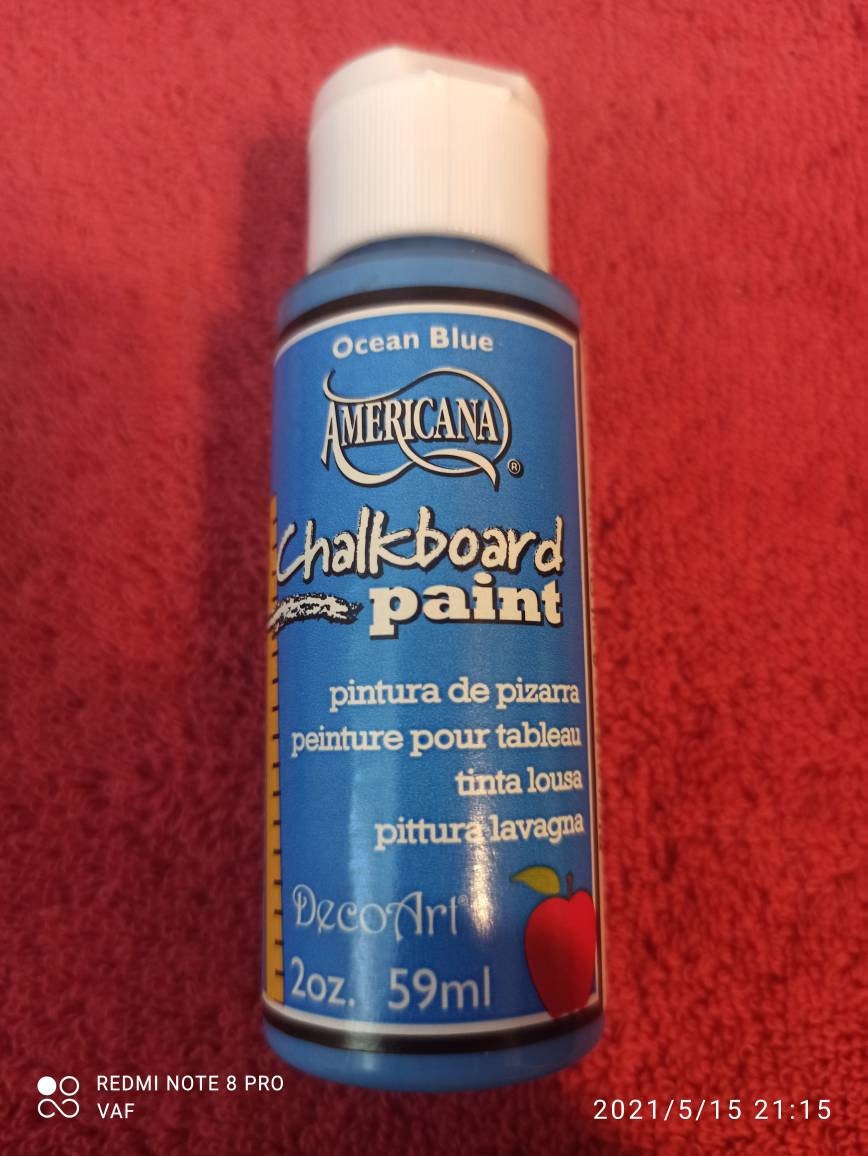 Ocean Blue
AMERICANA®
Chalkboard
paint
pintura de pizarra
peinture pour tableau
tinta lousa
pittura lavagna
DecoArt®
2oz. 59ml
REDMI NOTE 8 PRO
VAF
2021/5/15 21:15